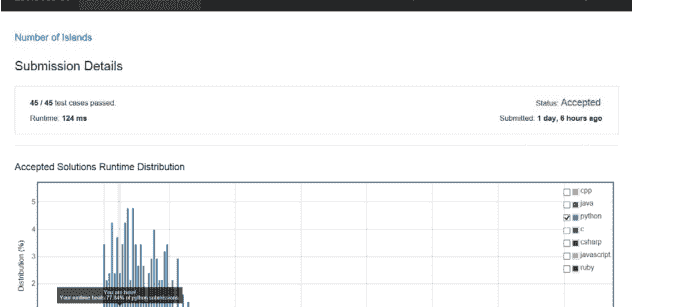 Number of Islands
Submission Details
45 / 45 test cases passed.
Status: Accepted
Runtime: 124 ms
Submitted: 1 day, 6 hours ago
Accepted Solutions Runtime Distribution
cpp
java
python
c
csharp
javascript
ruby
5
4
3
2
Distribution (%)
You are here!
Your runtime beats 77.84% of python submissions.